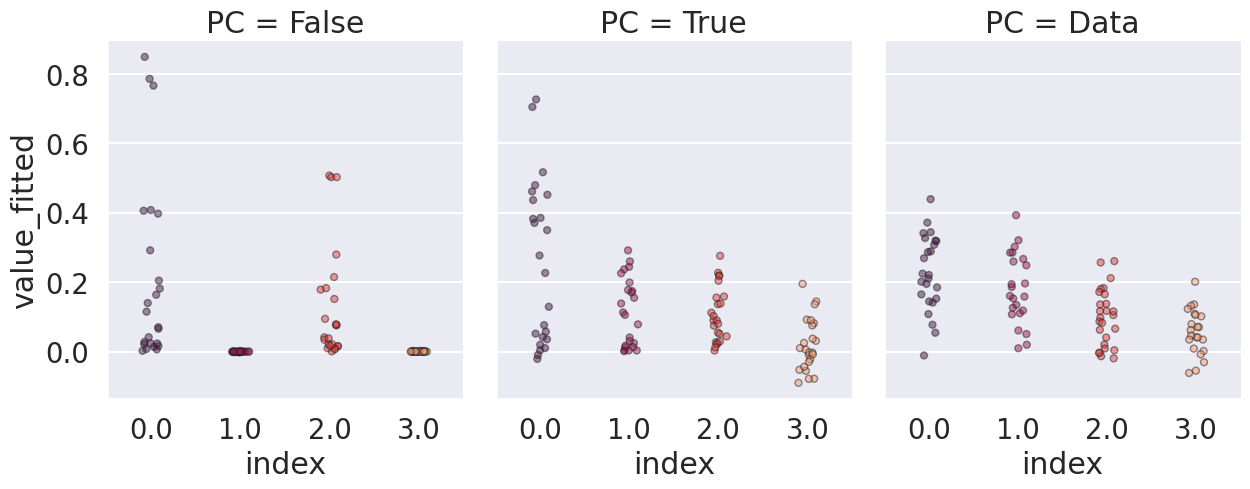 PC = False
PC = True
PC = Data
value_fitted
0.8
0.6
0.4
0.2
0.0
0.0 1.0 2.0 3.0
0.0 1.0 2.0 3.0
0.0 1.0 2.0 3.0
index
index
index